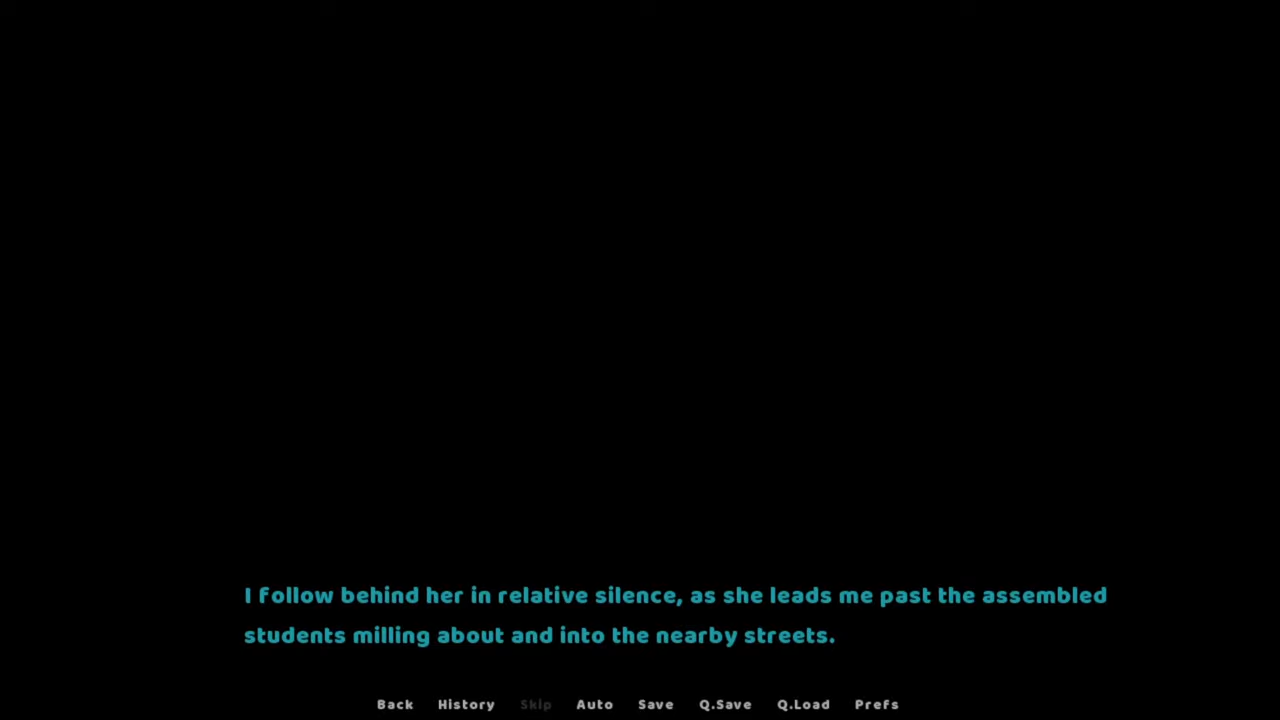 I follow behind her in relative silence, as she leads me past the assembled
students milling about and into the nearby streets.
Back History Skip Auto Save Q.Save Q.Load Prefs